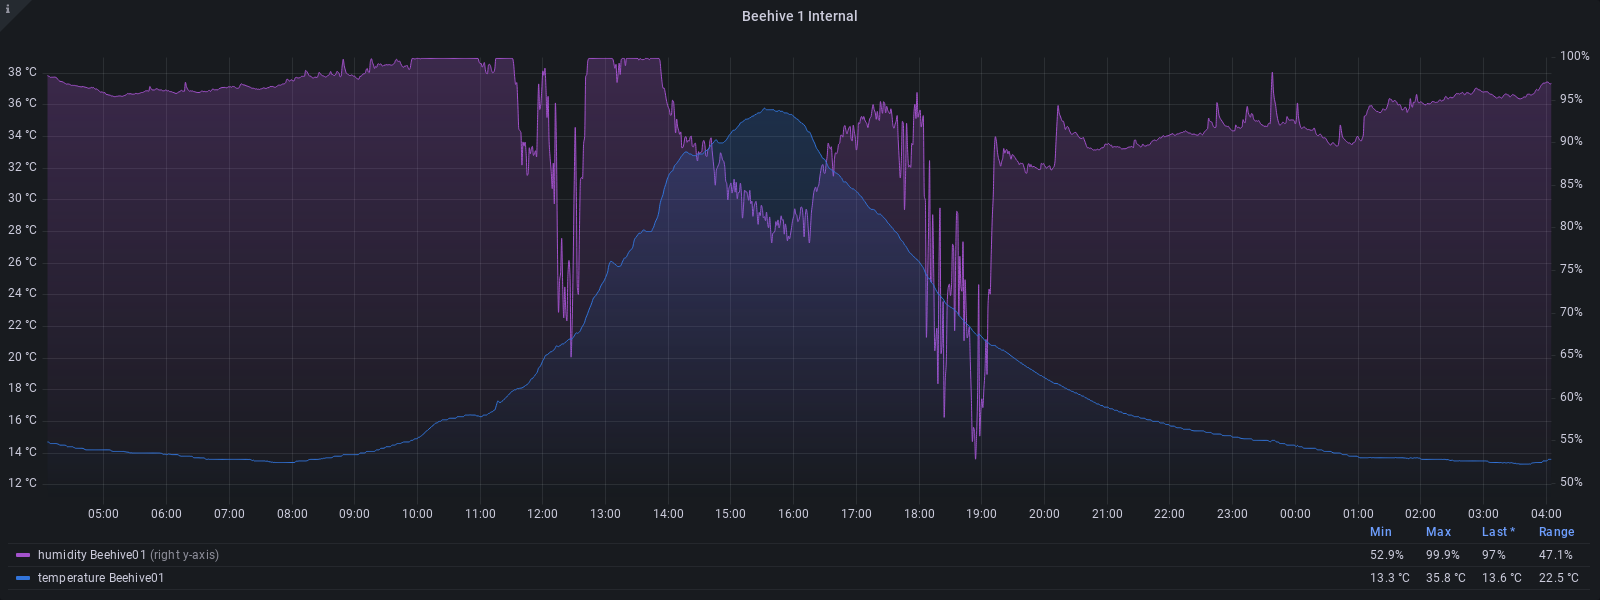 i
Beehive 1 Internal
38 °C 100%
36 °C 95%
34 °C 90%
32 °C 85%
30 °C 80%
28 °C 75%
26 °C 70%
24 °C 65%
22 °C 60%
20 °C 55%
18 °C 50%
16 °C
14 °C
12 °C
05:00 06:00 07:00 08:00 09:00 10:00 11:00 12:00 13:00 14:00 15:00 16:00 17:00 18:00 19:00 20:00 21:00 22:00 23:00 00:00 01:00 02:00 03:00 04:00
Min Max Last * Range
humidity Beehive01 (right y-axis) 52.9% 99.9% 97% 47.1%
temperature Beehive01 13.3 °C 35.8 °C 13.6 °C 22.5 °C